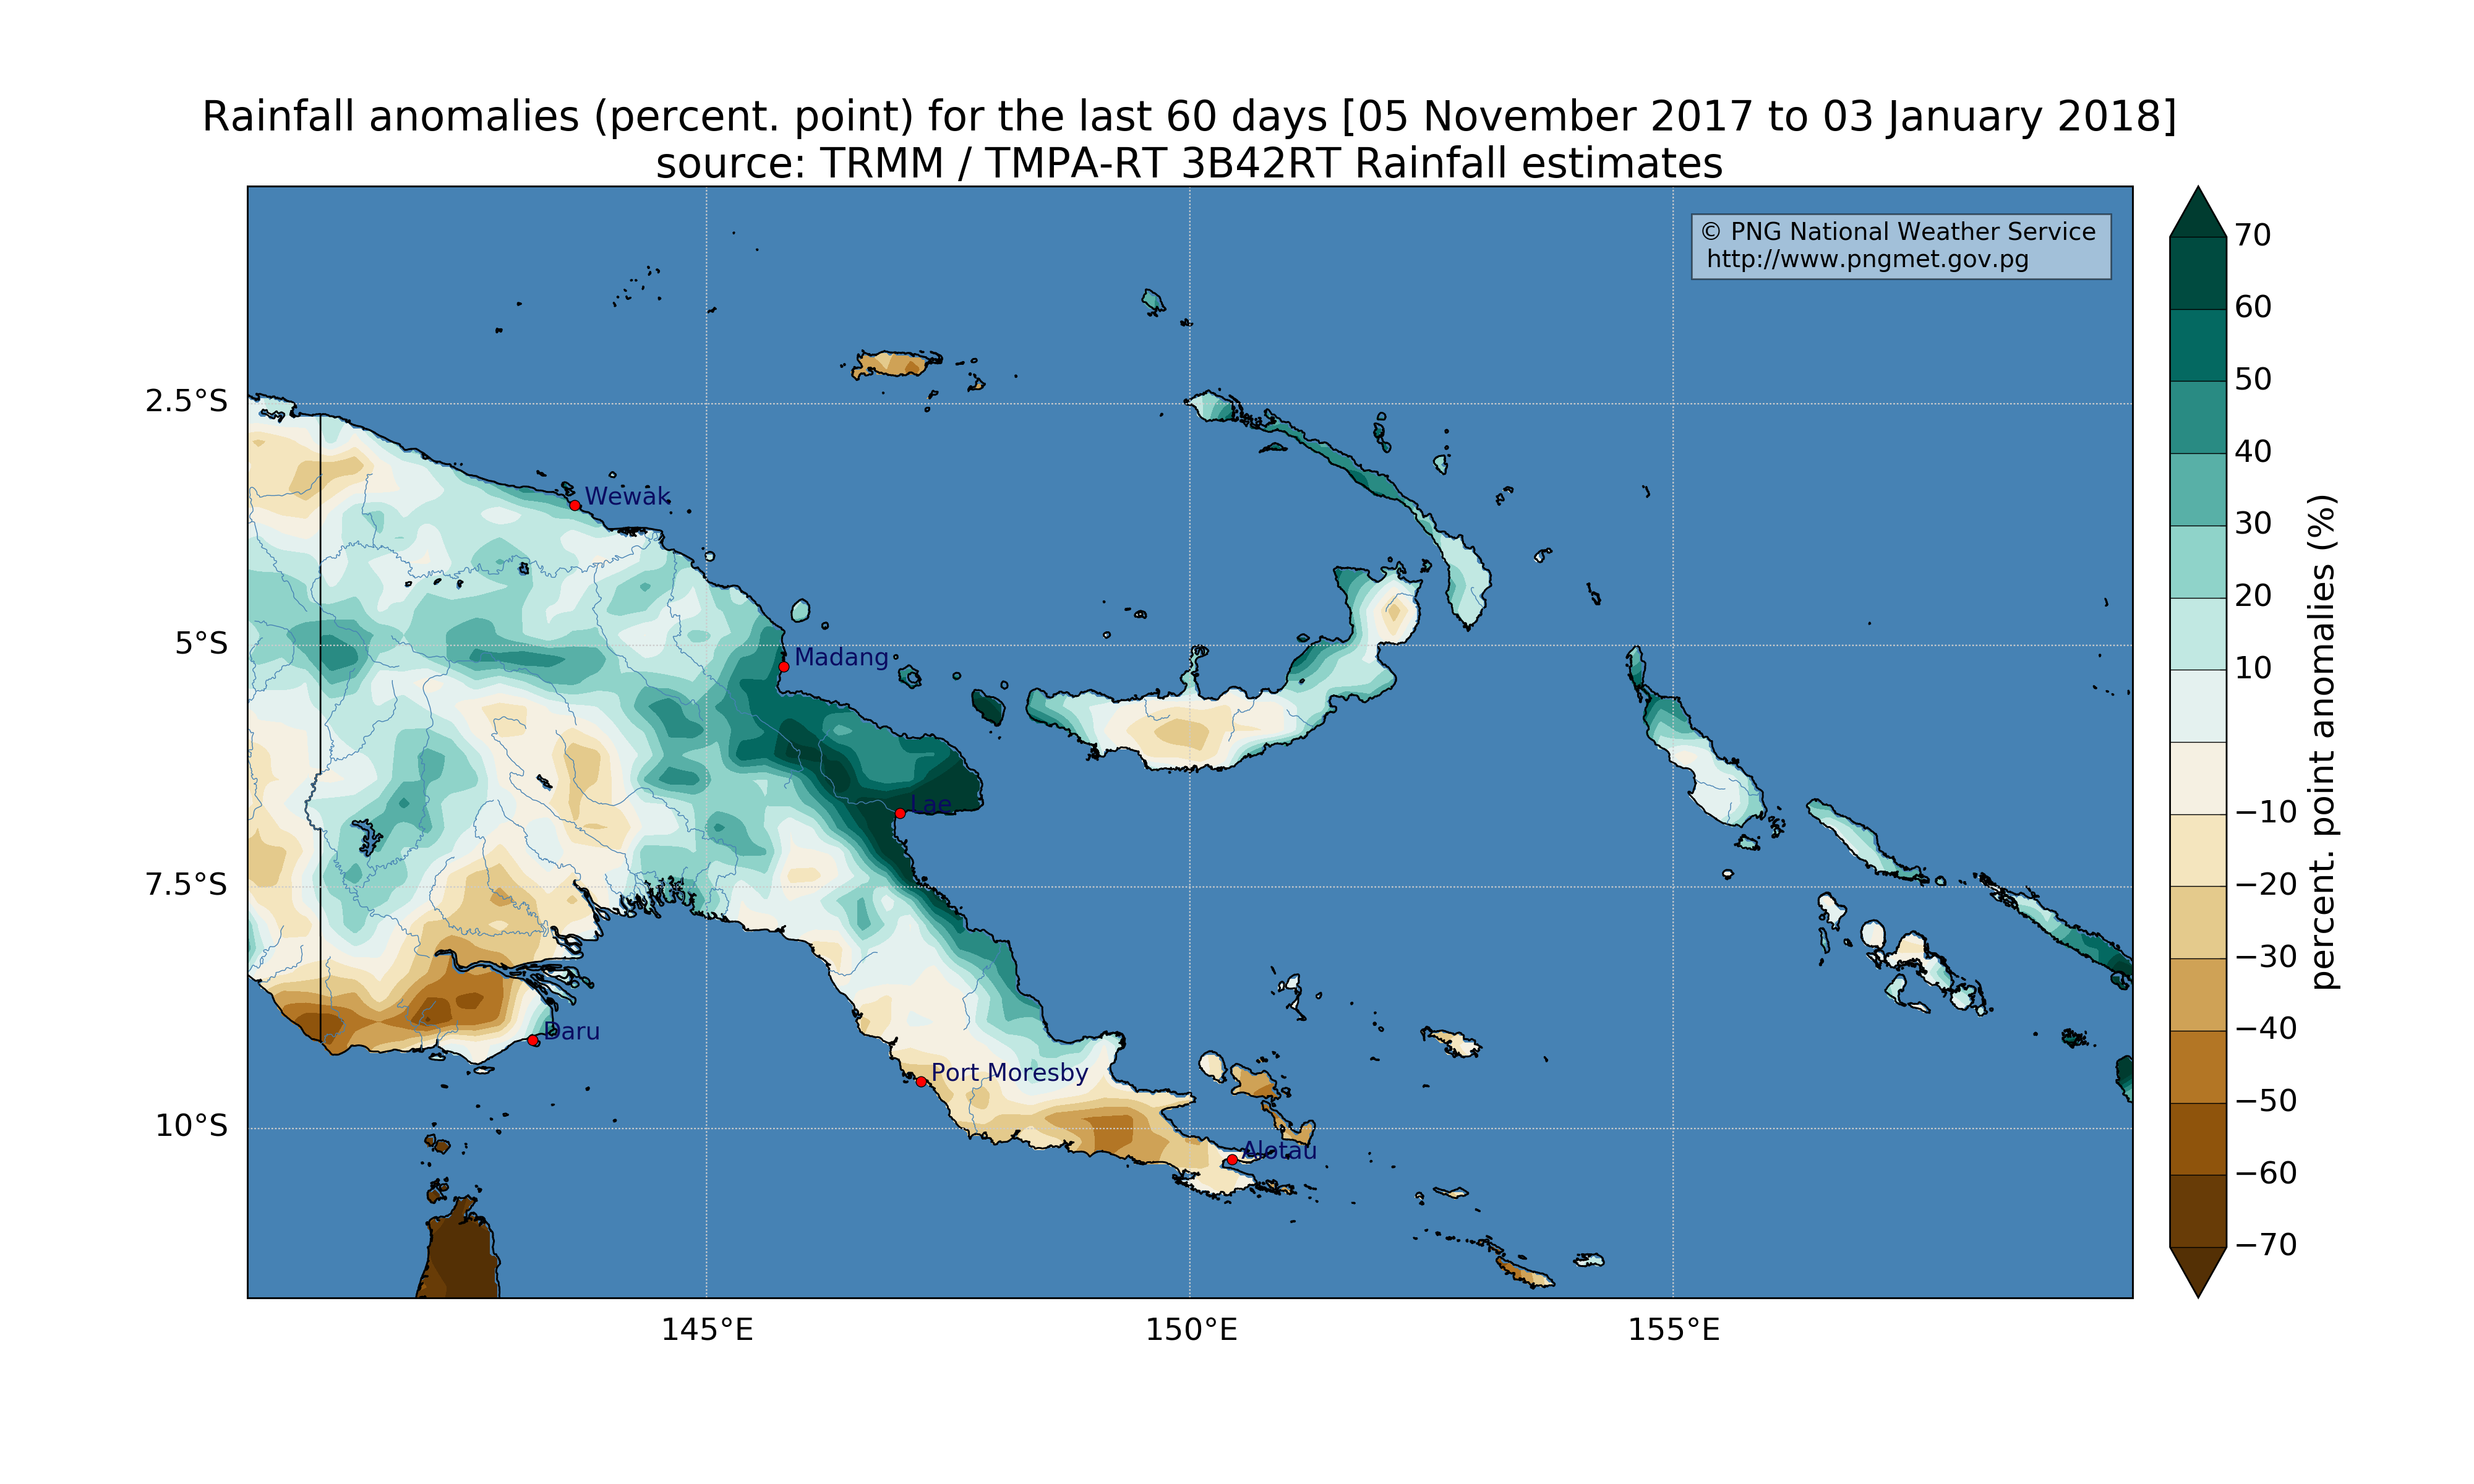 Rainfall anomalies (percent. point) for the last 60 days [05 November 2017 to 03 January 2018]
source: TRMM / TMPA-RT 3B42RT Rainfall estimates
© PNG National Weather Service
http://www.pngmet.gov.pg
2.5°S
5°S
7.5°S
10°S
Wewak
Madang
Lae
Daru
Port Moresby
Alotau
145°E
150°E
155°E
70
60
50
40
30
20
10
−10
−20
−30
−40
−50
−60
−70
percent. point anomalies (%)